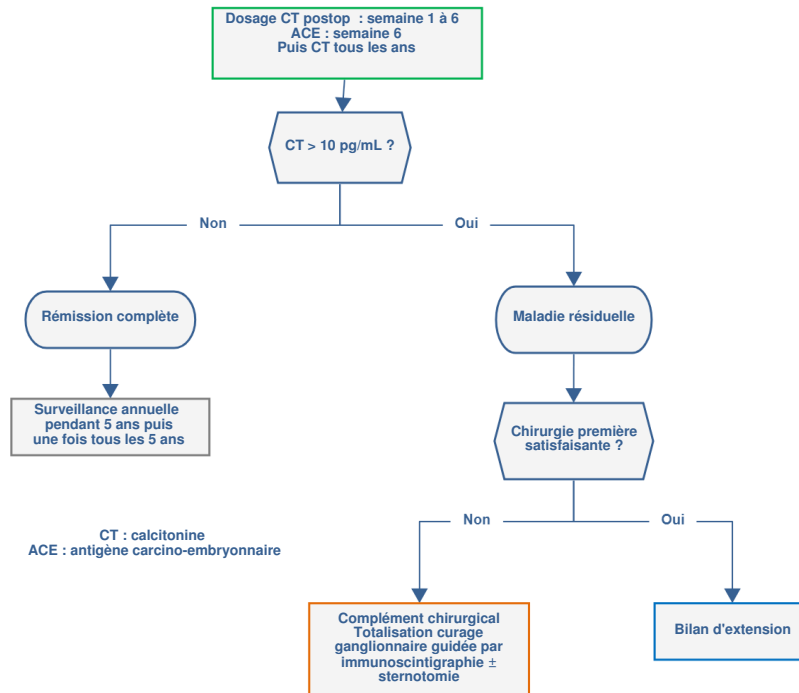 Dosage CT postop : semaine 1 à 6
ACE : semaine 6
Puis CT tous les ans
CT > 10 pg/mL ?
Non
Oui
Rémission complète
Maladie résiduelle
Surveillance annuelle
pendant 5 ans puis
une fois tous les 5 ans
Chirurgie première
satisfaisante ?
Non
Oui
CT : calcitonine
ACE : antigène carcino-embryonnaire
Complément chirurgical
Totalisation curage
ganglionnaire guidée par
immunoscintigraphie ±
sternotomie
Bilan d'extension